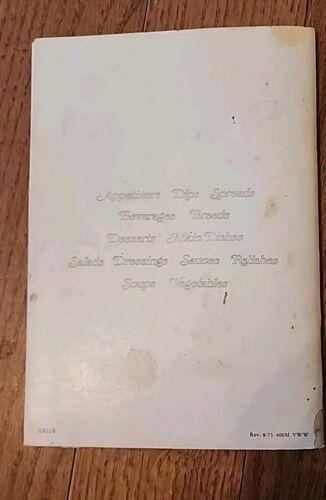 Appetizers Dips Spreads
Beverages Breads
Desserts Main Dishes
Salads Dressings Sauces Relishes
Soups Vegetables
Rev. 8-73 400M VWW